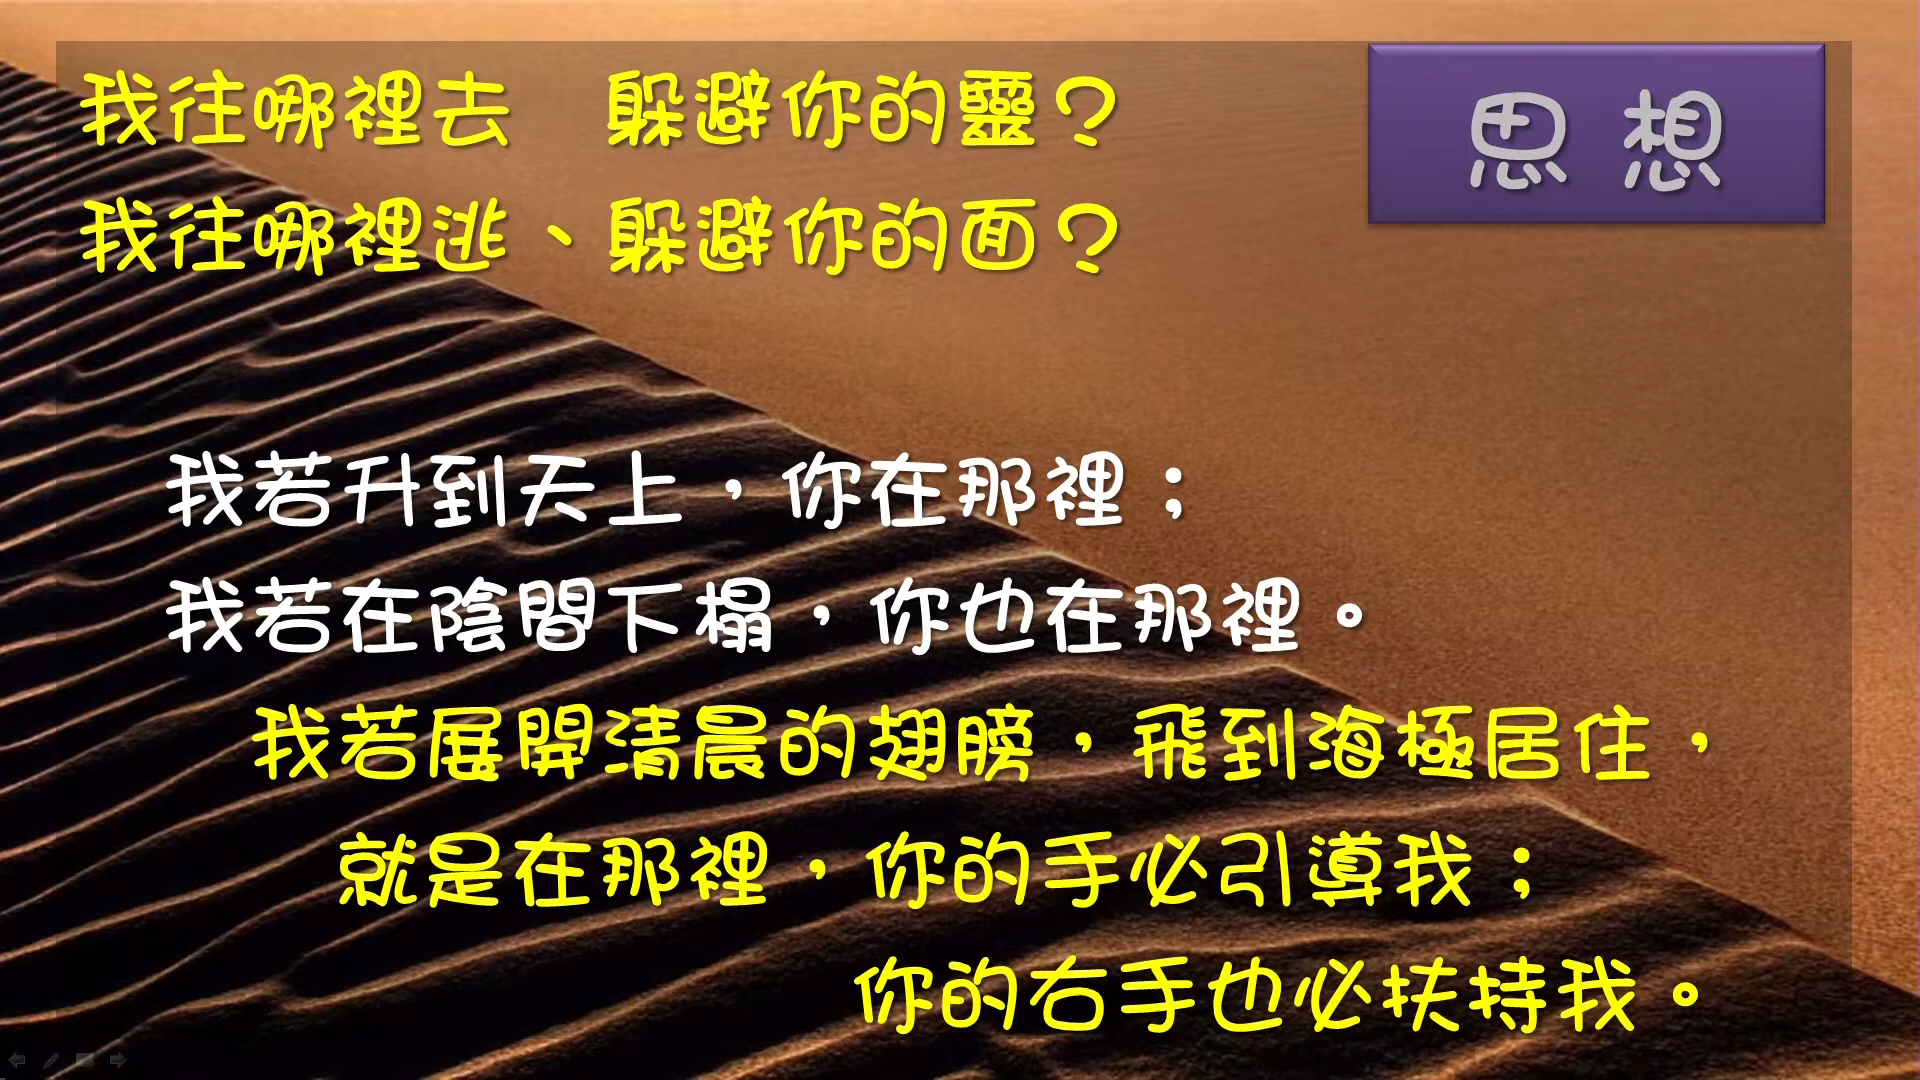 我往哪裡去　躲避你的靈？
思 想
我往哪裡逃、躲避你的面？
我若升到天上，你在那裡；
我若在陰間下榻，你也在那裡。
我若展開清晨的翅膀，飛到海極居住，
就是在那裡，你的手必引導我；
你的右手也必扶持我。